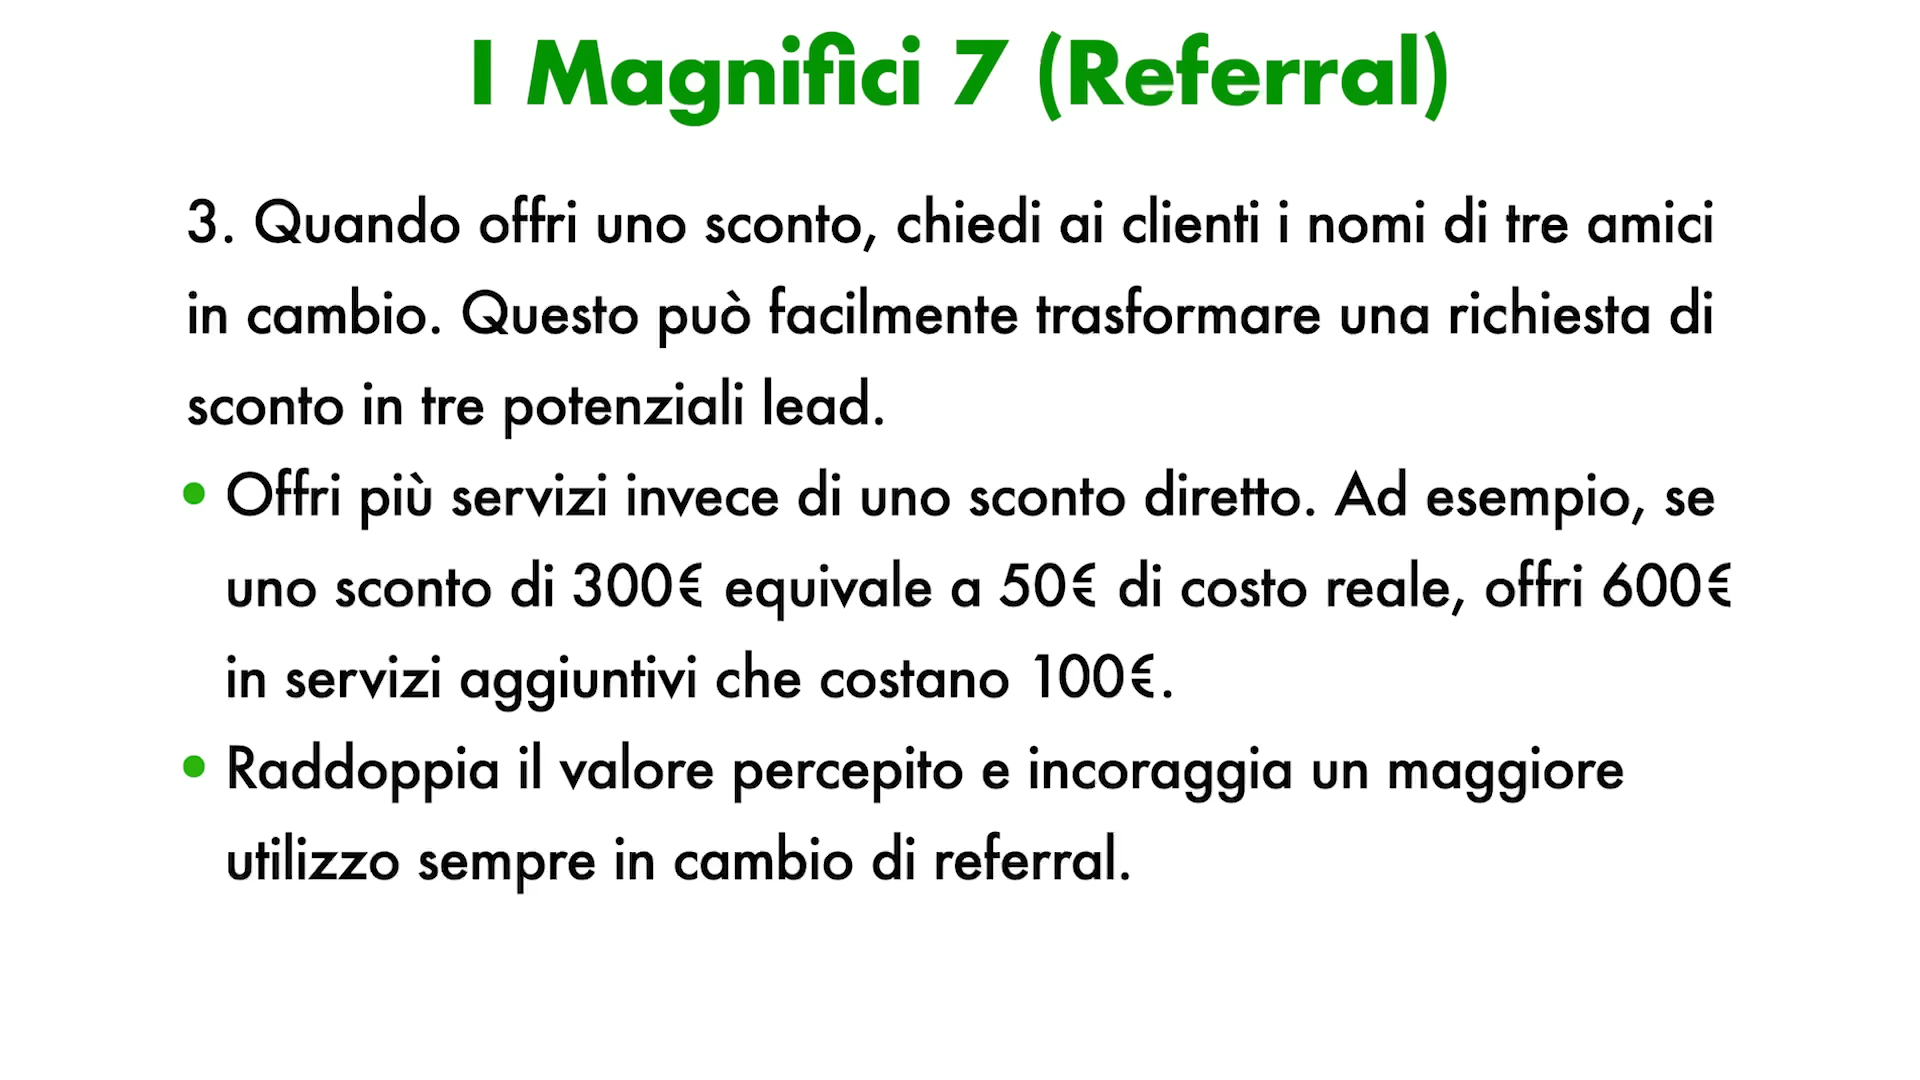 I Magnifici 7 (Referral)
3. Quando offri uno sconto, chiedi ai clienti i nomi di tre amici
in cambio. Questo può facilmente trasformare una richiesta di
sconto in tre potenziali lead.
• Offri più servizi invece di uno sconto diretto. Ad esempio, se
uno sconto di 300€ equivale a 50€ di costo reale, offri 600€
in servizi aggiuntivi che costano 100€.
• Raddoppia il valore percepito e incoraggia un maggiore
utilizzo sempre in cambio di referral.